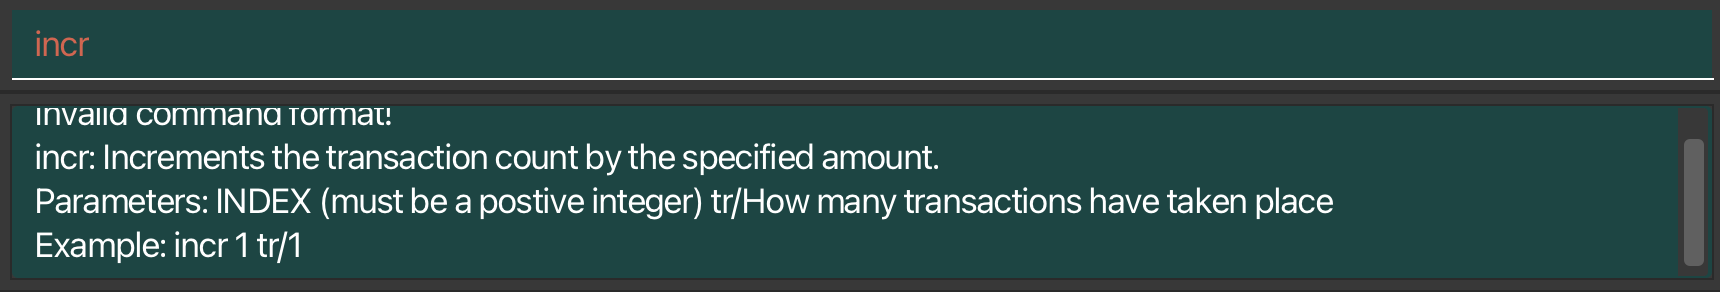 incr
Invalid command format!
incr: Increments the transaction count by the specified amount.
Parameters: INDEX (must be a postive integer) tr/How many transactions have taken place
Example: incr 1 tr/1